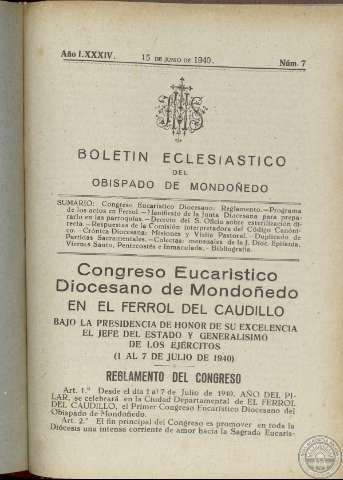 Año LXXXIV.
15 DE JUNIO DE 1940.
Núm. 7
BOLETIN ECLESIASTICO
DEL
OBISPADO DE MONDOÑEDO
SUMARIO: Congreso Eucarístico Diocesano: Reglamento.—Programa
de los actos en Ferrol.—Manifiesto de la Junta Diocesana para prepa-
rarlo en las parroquias.—Decreto del S. Oficio sobre esterilización di-
recta.—Respuestas de la Comisión interpretadora del Código Canóni-
co.—Crónica Diocesana: Misiones y Visita Pastoral.—Duplicado de
Partidas Sacramentales.—Colectas: mensuales de la J. Dioc. Epifanía,
Viernes Santo, Pentecostés e Inmaculada.—Bibliografía.
Congreso Eucaristico
Diocesano de Mondoñedo
EN EL FERROL DEL CAUDILLO
BAJO LA PRESIDENCIA DE HONOR DE SU EXCELENCIA
EL JEFE DEL ESTADO Y GENERALISIMO
DE LOS EJÉRCITOS
(1 AL 7 DE JULIO DE 1940)
REGLAMENTO DEL CONGRESO
Art. 1.° Desde el día 1 al 7 de Julio de 1940, AÑO DEL PI-
LAR, se celebrará en la Ciudad Departamental de EL FERROL
DEL CAUDILLO, el Primer Congreso Eucarístico Diocesano del
Obispado de Mondoñedo.
Art. 2.° El fin principal del Congreso es promover en toda la
Diócesis una intense corriente de amor hacia la Sagrada Eucaris-